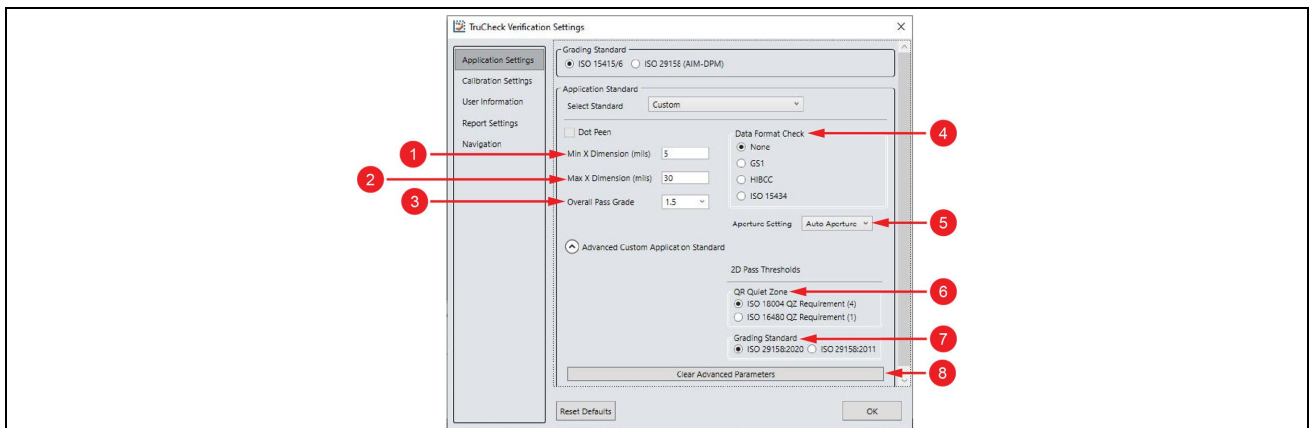 TruCheck Verification Settings
Application Settings
Calibration Settings
User Information
Report Settings
Navigation
Grading Standard
ISO 15415/6 ISO 29158 (AIM-DPM)
Application Standard
Select Standard Custom
Dot Peen
Min X Dimension (mils) 5
Max X Dimension (mils) 30
Overall Pass Grade 1.5
Data Format Check
None
GS1
HIBCC
ISO 15434
Aperture Setting Auto Aperture
Advanced Custom Application Standard
2D Pass Thresholds
QR Quiet Zone
ISO 18004 QZ Requirement (4)
ISO 16480 QZ Requirement (1)
Grading Standard
ISO 29158:2020 ISO 29158:2011
Clear Advanced Parameters
Reset Defaults OK
1
2
3
4
5
6
7
8